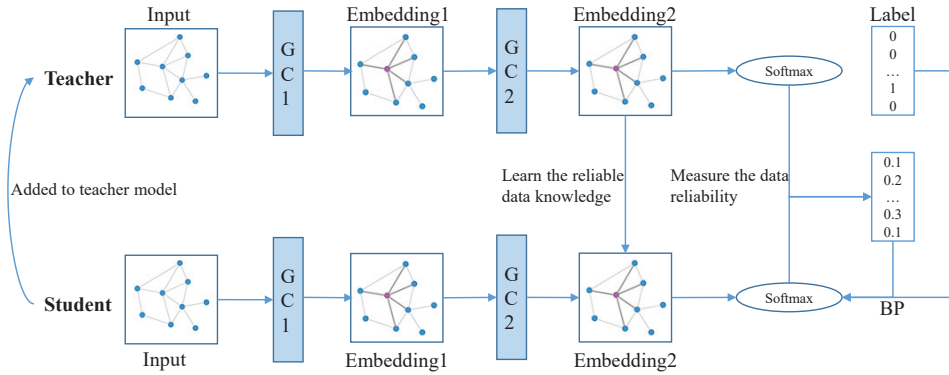 Input
Embedding1
Embedding2
Label
Teacher
G
C
1
G
C
2
Softmax
0
0
...
1
0
Added to teacher model
Learn the reliable
data knowledge
Measure the data
reliability
0.1
0.2
...
0.3
0.1
Student
G
C
1
G
C
2
Softmax
BP
Input
Embedding1
Embedding2